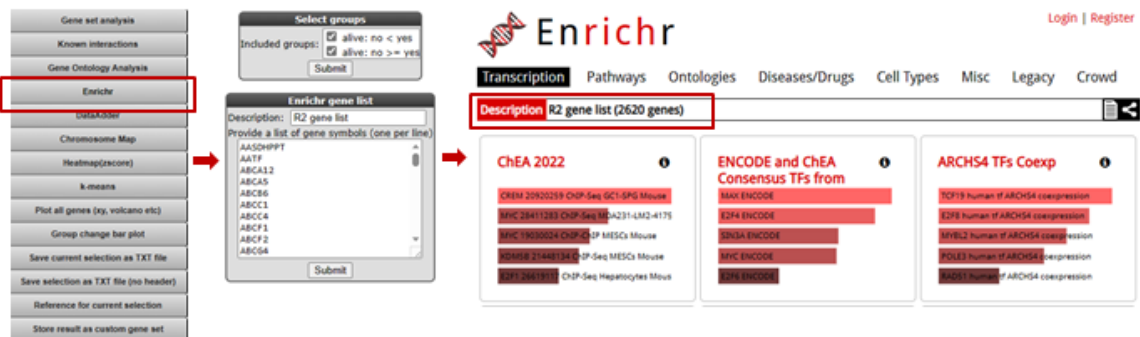 Gene set analysis
Known interactions
Gene Ontology Analysis
Enrichr
DataAdder
Chromosome Map
Heatmap(zscore)
k-means
Plot all genes (xy, volcano etc)
Group change bar plot
Save current selection as TXT file
Save selection as TXT file (no header)
Reference for current selection
Store result as custom gene set
Select groups
Included groups:
alive: no < yes
alive: no >= yes
Submit
Enrichr gene list
Description: R2 gene list
Provide a list of gene symbols (one per line)
AASDHPPT
AATF
ABCA12
ABCA5
ABCB6
ABCC1
ABCC4
ABCF1
ABCF2
ABCG4
Submit
Enrichr
Login | Register
Transcription Pathways Ontologies Diseases/Drugs Cell Types Misc Legacy Crowd
Description R2 gene list (2620 genes)
ChEA 2022
CREM 20920259 ChIP-Seq GC1-SPG Mouse
MYC 28411283 ChIP-Seq MDA231-LM2-4175
MYC 19030024 ChIP-ChIP MESCs Mouse
KDM5B 21448134 ChIP-Seq MESCs Mouse
E2F1 26619117 ChIP-Seq Hepatocytes Mous
ENCODE and ChEA
Consensus TFs from
MAX ENCODE
E2F4 ENCODE
SIN3A ENCODE
MYC ENCODE
E2F6 ENCODE
ARCHS4 TFs Coexp
TCF19 human tf ARCHS4 coexpression
E2F8 human tf ARCHS4 coexpression
MYBL2 human tf ARCHS4 coexpression
POLE3 human tf ARCHS4 coexpression
RAD51 human tf ARCHS4 coexpression